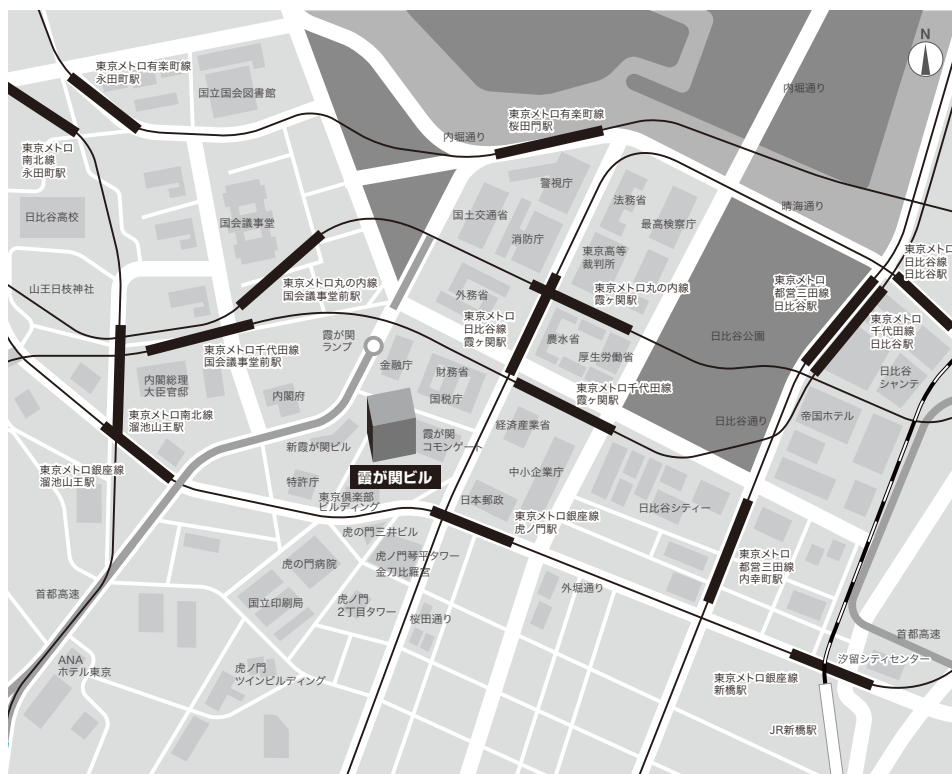 N
東京メトロ有楽町線
永田町駅
国立国会図書館
内堀通り
東京メトロ有楽町線
桜田門駅
内堀通り
東京メトロ
南北線
永田町駅
日比谷高校
国会議事堂
警視庁
国土交通省
消防庁
法務省
最高検察庁
晴海通り
東京高等
裁判所
山王日枝神社
東京メトロ丸の内線
国会議事堂前駅
外務省
東京メトロ丸の内線
霞ヶ関駅
東京メトロ
都営三田線
日比谷駅
東京メトロ
日比谷線
日比谷駅
東京メトロ
日比谷線
霞ヶ関駅
東京メトロ
千代田線
日比谷駅
霞が関
ランプ
農水省
厚生労働省
日比谷公園
東京メトロ千代田線
国会議事堂前駅
金融庁
財務省
日比谷
シャンテ
内閣総理
大臣官邸
内閣府
国税庁
東京メトロ千代田線
霞ヶ関駅
東京メトロ南北線
溜池山王駅
経済産業省
日比谷通り
帝国ホテル
新霞が関ビル
霞が関
コモンゲート
霞が関ビル
東京メトロ銀座線
溜池山王駅
特許庁
中小企業庁
東京倶楽部
ビルディング
日本郵政
日比谷シティー
東京メトロ銀座線
虎ノ門駅
虎の門三井ビル
虎の門病院
虎ノ門琴平タワー
金刀比羅宮
東京メトロ
都営三田線
内幸町駅
首都高速
国立印刷局
虎ノ門
2丁目タワー
桜田通り
外堀通り
首都高速
ANA
ホテル東京
虎ノ門
ツインビルディング
汐留シティセンター
東京メトロ銀座線
新橋駅
JR新橋駅